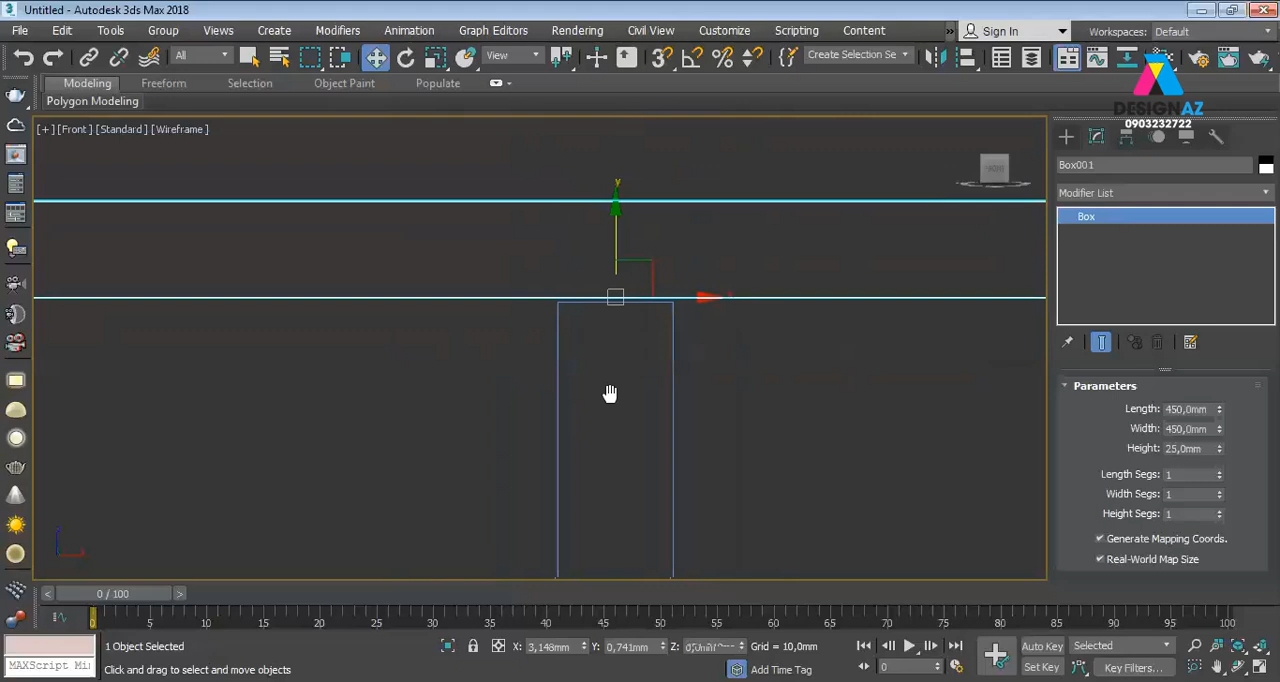 Untitled - Autodesk 3ds Max 2018
File Edit Tools Group Views Create Modifiers Animation Graph Editors Rendering Civil View Customize Scripting Content » Sign In Workspaces: Default
All View Create Selection Se
Modeling Freeform Selection Object Paint Populate
Polygon Modeling
DESIGNAZ
0903232722
[+] [Front] [Standard] [Wireframe]
Box001
Modifier List
Box
y
Parameters
Length: 450,0mm
Width: 450,0mm
Height: 25,0mm
Length Segs: 1
Width Segs: 1
Height Segs: 1
Generate Mapping Coords.
Real-World Map Size
< 0 / 100 >
0 5 10 15 20 25 30 35 40 45 50 55 60 65 70 75 80 85 90 95 100
1 Object Selected X: 3,148mm Y: 0,741mm Z: Grid = 10,0mm Auto Key Selected
MAXScript Mi Click and drag to select and move objects Add Time Tag 0 Set Key Key Filters...